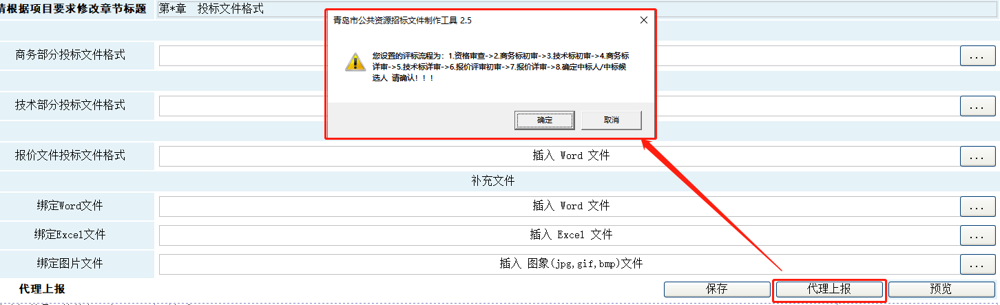 请根据项目要求修改章节标题 第*章 投标文件格式
青岛市公共资源招标文件制作工具 2.5
您设置的评标流程为：1.资格审查->2.商务标初审->3.技术标初审->4.商务标
详审->5.技术标详审->6.报价评审初审->7.报价详审->8.确定中标人/中标候
选人 请确认！！！
确定 取消
商务部分投标文件格式 ...
技术部分投标文件格式 ...
报价文件投标文件格式 插入 Word 文件 ...
补充文件
绑定Word文件 插入 Word 文件 ...
绑定Excel文件 插入 Excel 文件 ...
绑定图片文件 插入 图象(jpg,gif,bmp)文件 ...
代理上报 保存 代理上报 预览